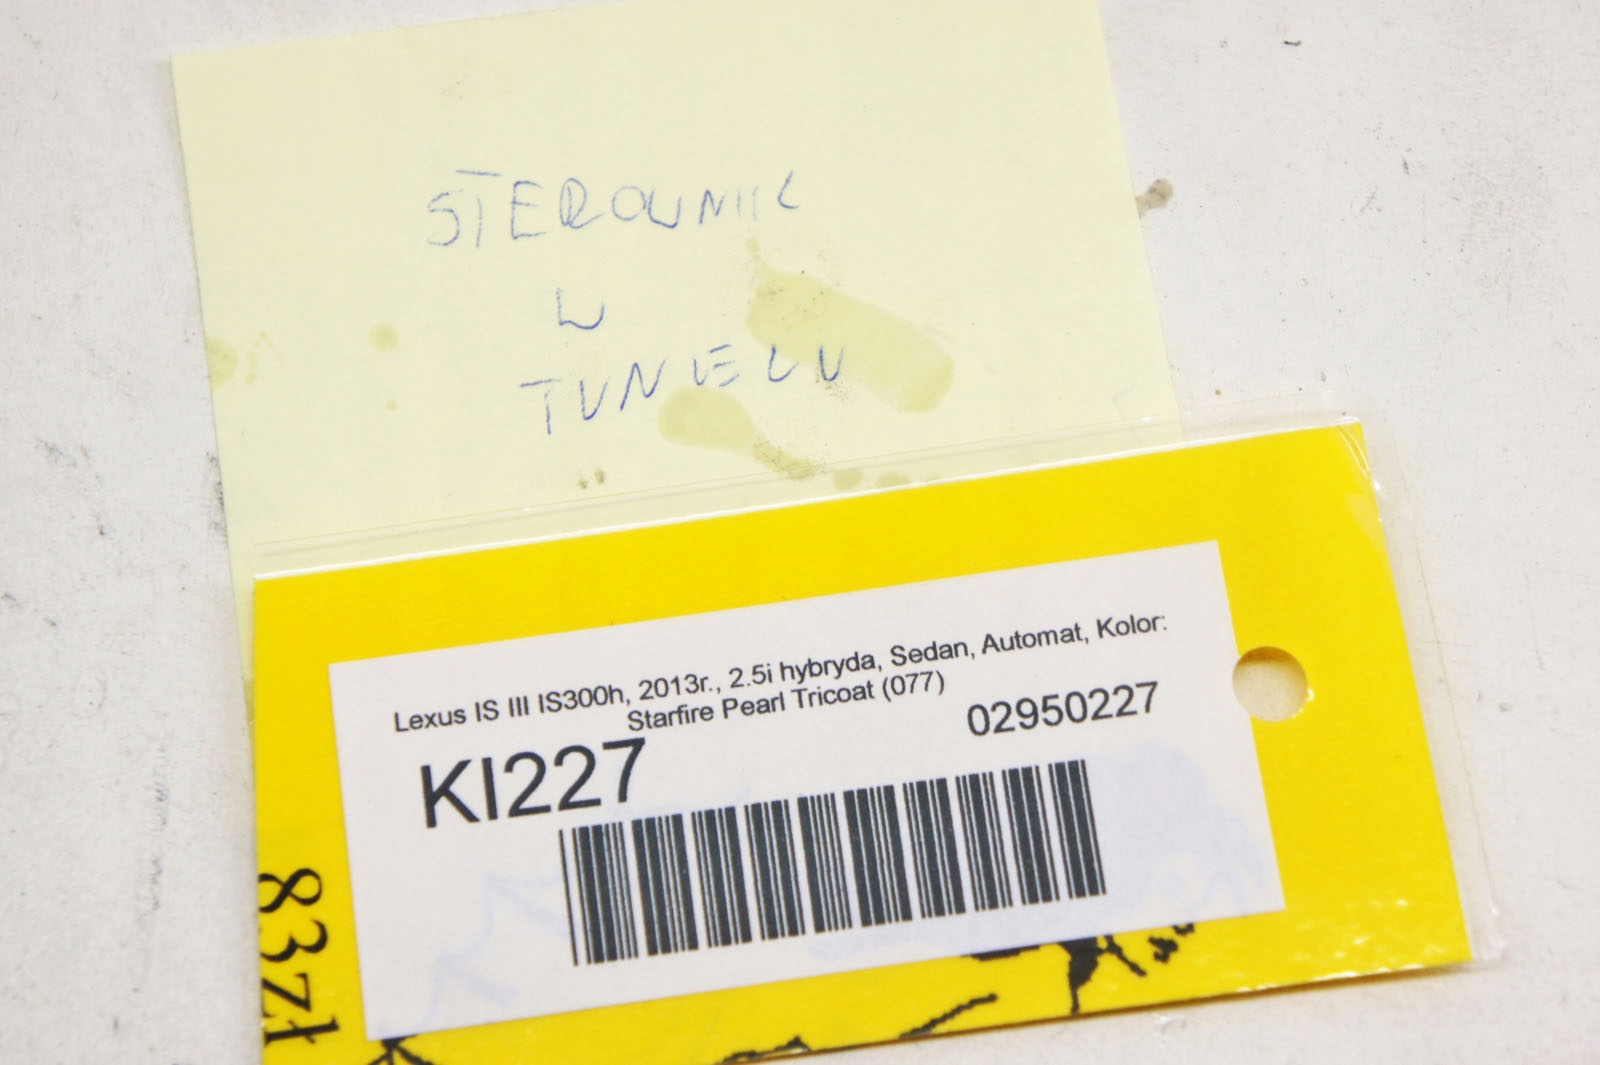 STEROWNIK
W
TUNELU
Lexus IS III IS300h, 2013r., 2.5i hybryda, Sedan, Automat, Kolor:
Starfire Pearl Tricoat (077)
KI227
02950227
83zł